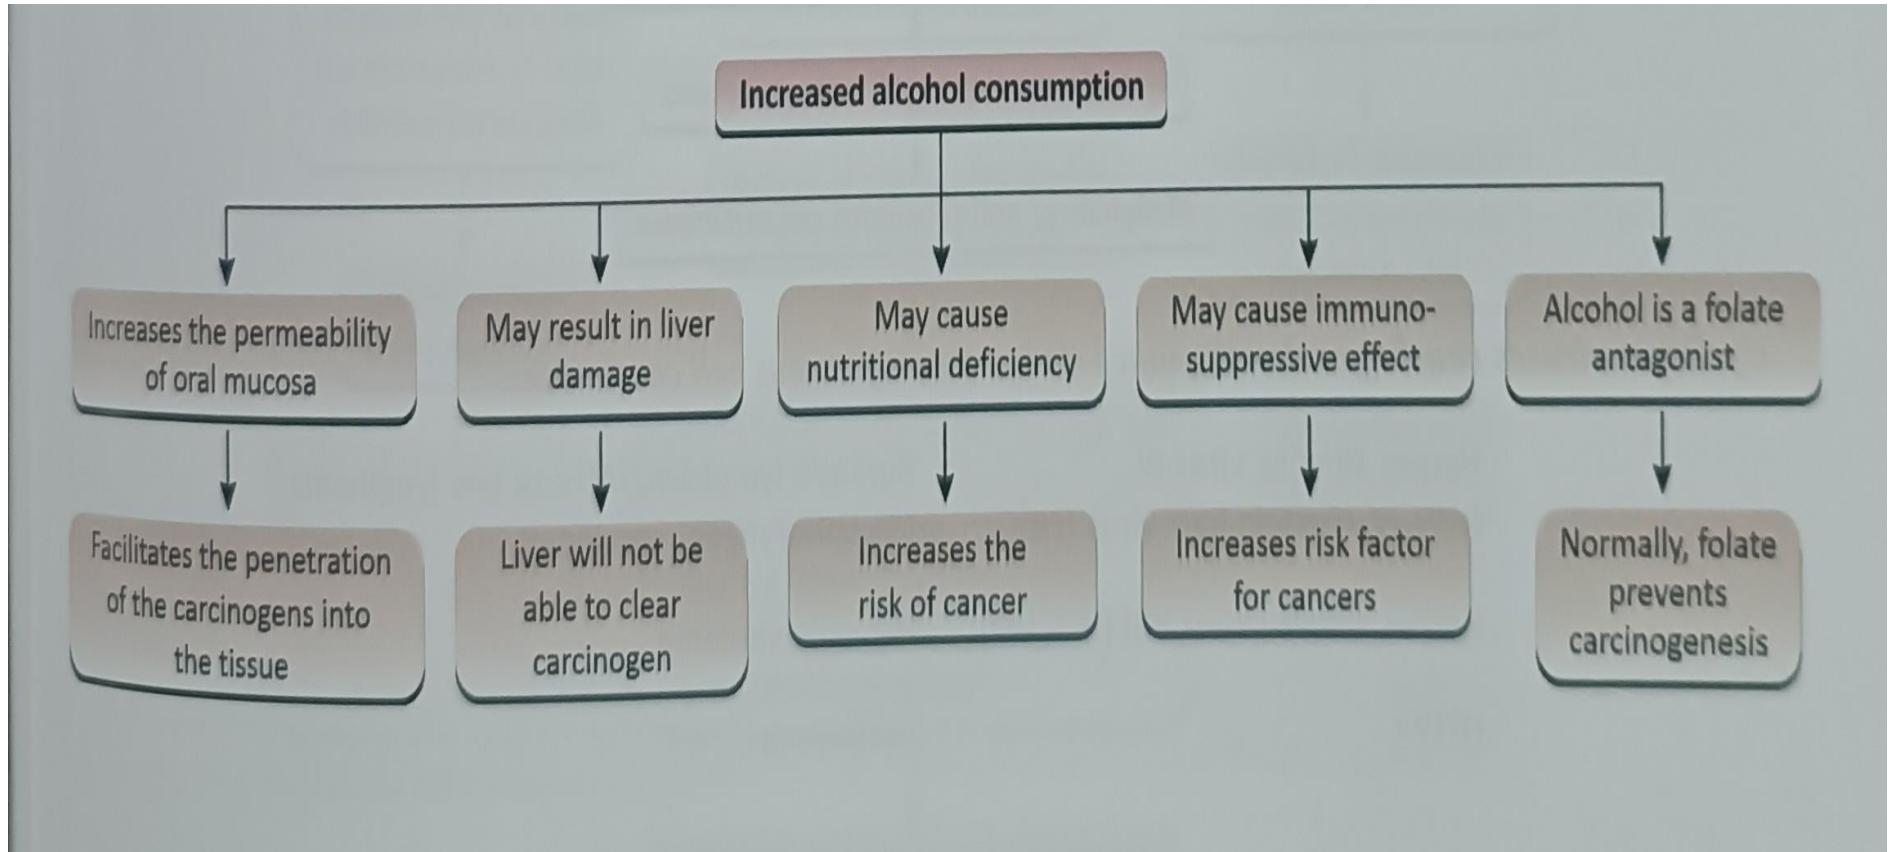 Increased alcohol consumption
Increases the permeability
of oral mucosa
May result in liver
damage
May cause
nutritional deficiency
May cause immuno-
suppressive effect
Alcohol is a folate
antagonist
Facilitates the penetration
of the carcinogens into
the tissue
Liver will not be
able to clear
carcinogen
Increases the
risk of cancer
Increases risk factor
for cancers
Normally, folate
prevents
carcinogenesis